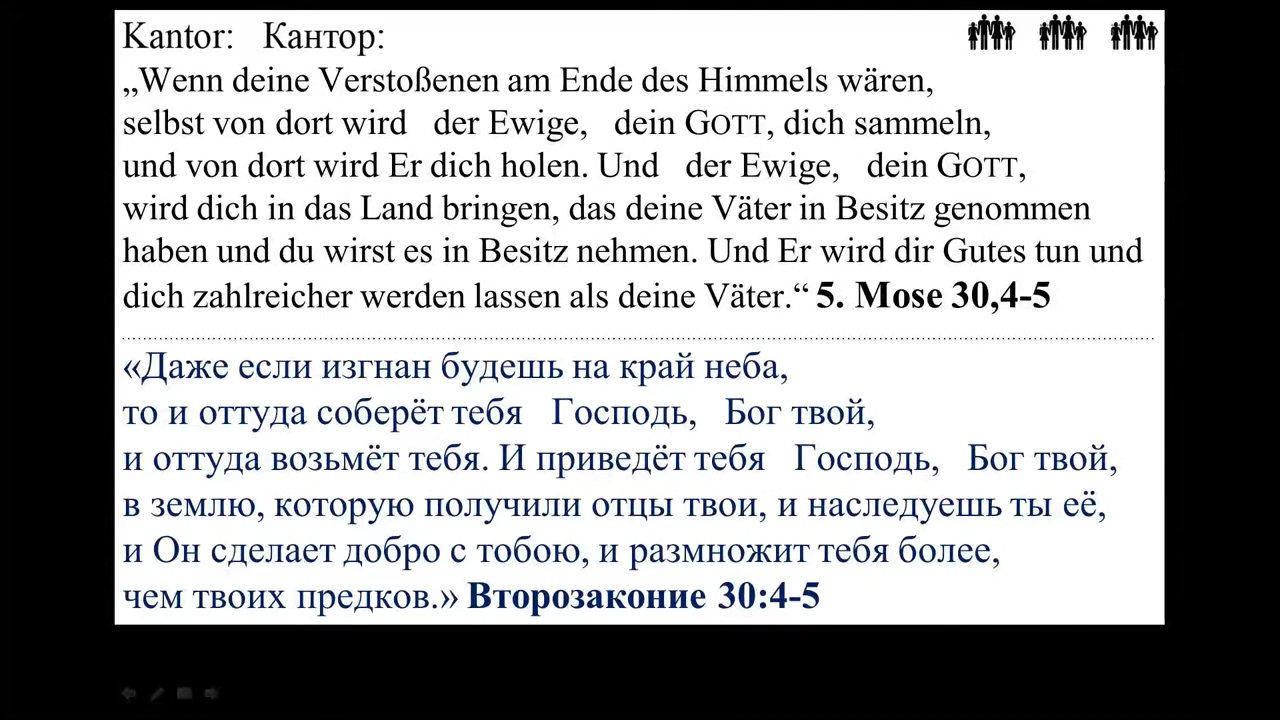 Kantor: Кантор:
„Wenn deine Verstoßenen am Ende des Himmels wären,
selbst von dort wird der Ewige, dein GOTT, dich sammeln,
und von dort wird Er dich holen. Und der Ewige, dein GOTT,
wird dich in das Land bringen, das deine Väter in Besitz genommen
haben und du wirst es in Besitz nehmen. Und Er wird dir Gutes tun und
dich zahlreicher werden lassen als deine Väter.“ 5. Mose 30,4-5
«Даже если изгнан будешь на край неба,
то и оттуда соберёт тебя Господь, Бог твой,
и оттуда возьмёт тебя. И приведёт тебя Господь, Бог твой,
в землю, которую получили отцы твои, и наследуешь ты её,
и Он сделает добро с тобою, и размножит тебя более,
чем твоих предков.» Второзаконие 30:4-5